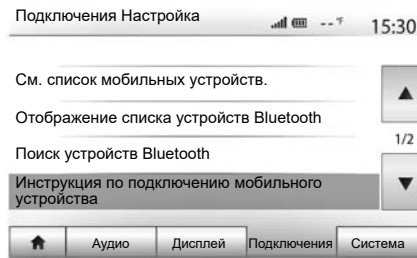 Подключения Настройка
-- °F
15:30
См. список мобильных устройств.
Отображение списка устройств Bluetooth
1/2
Поиск устройств Bluetooth
Инструкция по подключению мобильного
устройства
Аудио
Дисплей
Подключения
Система